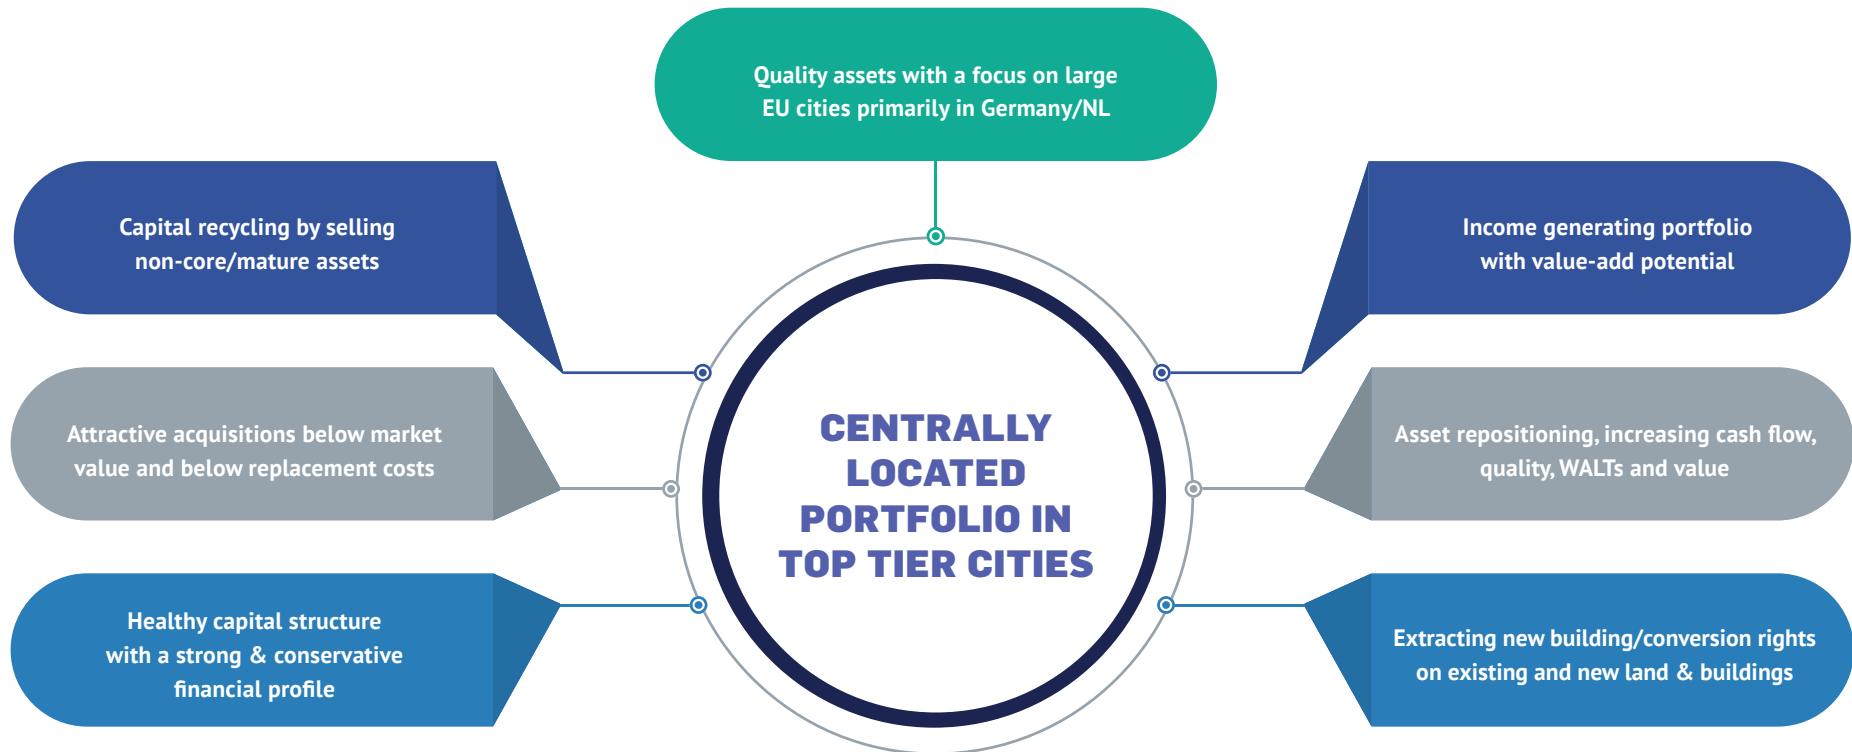 Quality assets with a focus on large
EU cities primarily in Germany/NL
Capital recycling by selling
non-core/mature assets
Income generating portfolio
with value-add potential
Attractive acquisitions below market
value and below replacement costs
Asset repositioning, increasing cash flow,
quality, WALTs and value
CENTRALLY
LOCATED
PORTFOLIO IN
TOP TIER CITIES
Healthy capital structure
with a strong & conservative
financial profile
Extracting new building/conversion rights
on existing and new land & buildings